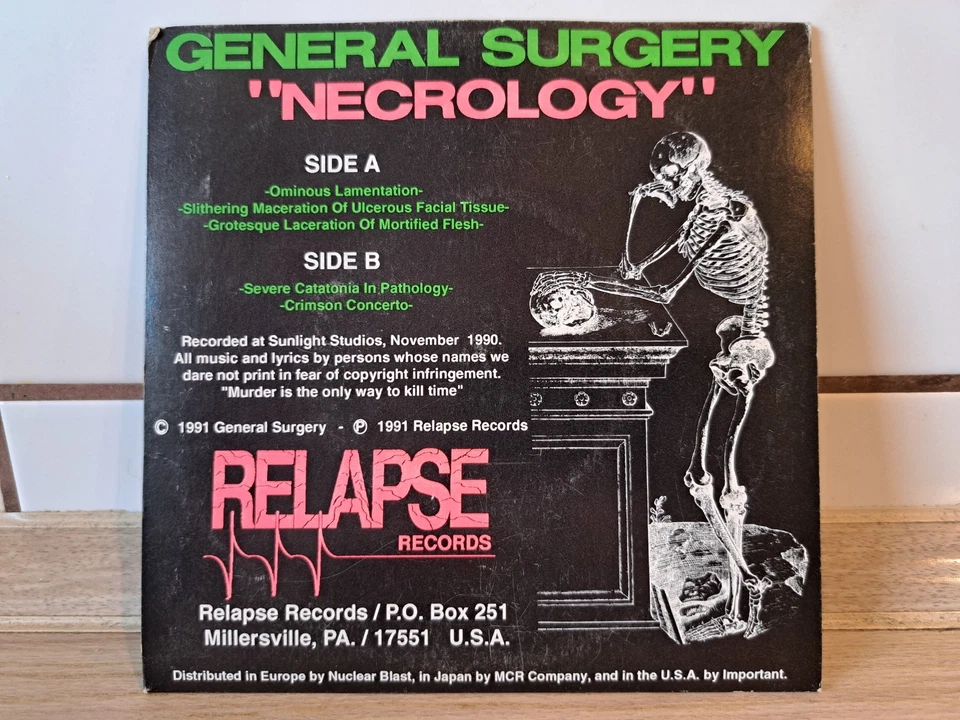 GENERAL SURGERY
"NECROLOGY"
SIDE A
-Ominous Lamentation-
-Slithering Maceration Of Ulcerous Facial Tissue-
-Grotesque Laceration Of Mortified Flesh-
SIDE B
-Severe Catatonia In Pathology-
-Crimson Concerto-
Recorded at Sunlight Studios, November 1990.
All music and lyrics by persons whose names we
dare not print in fear of copyright infringement.
"Murder is the only way to kill time"
© 1991 General Surgery - ℗ 1991 Relapse Records
RELAPSE
RECORDS
Relapse Records / P.O. Box 251
Millersville, PA. / 17551 U.S.A.
Distributed in Europe by Nuclear Blast, in Japan by MCR Company, and in the U.S.A. by Important.